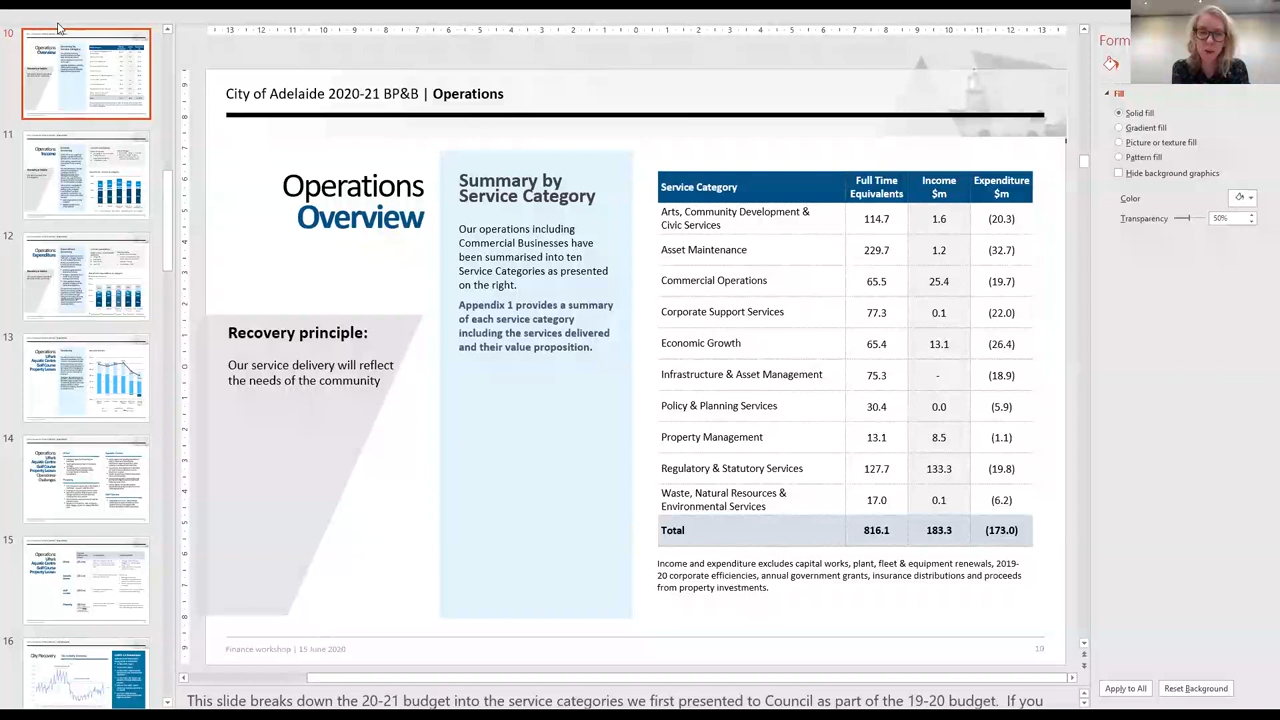 10
11
12
13
14
15
16
City of Adelaide 2020-21 BP&B | Operations
Operations
Overview
Recovery principle:
service delivery will reflect
needs of the community
Summary by
Service Category
Our operations including
Commercial Businesses have
been summarised into ten
Service Categories as presented
on the right.
Appendix provides a summary
of each service category
including the services delivered
and their value proposition.
Service Category Full Time Equivalents Income $m Expenditure $m
Arts, Community Development & Civic Services 114.7 1.6 (20.3)
Asset Maintenance 229.7 (32.7)
Commercial Operations 65.5 25.4 (19.7)
Corporate Support Services 77.3 0.1 (22.0)
Economic Growth 65.4 13.1 (26.4)
Infrastructure & Asset Management 75.3 (18.9)
Policy & Planning Services 30.4 0.0 (5.9)
Property Management 13.1 8.5 (1.1)
Regulatory & Statutory Services 127.7 133.3 (19.8)
Waste, Natural Resources & Environmental Services 17.0 0.1 (6.2)
Total 816.1 183.3 (173.0)
Income and expenditure excludes capital works, plant, fleet & equipment renewals, 2019-
20 corporate efficiencies, annual government grants, insurance distributions and proceeds
from property investments.
Finance workshop | 15 June 2020 10
This slide breaks down the 20-21 budget into the service categories we first presented as part of the 19-20 budget. If you
Form
Fill
Solid fill
Gradient fill
Picture or texture fill
Pattern fill
Hide background graphics
Color
Transparency 50%
Apply to All Reset Background